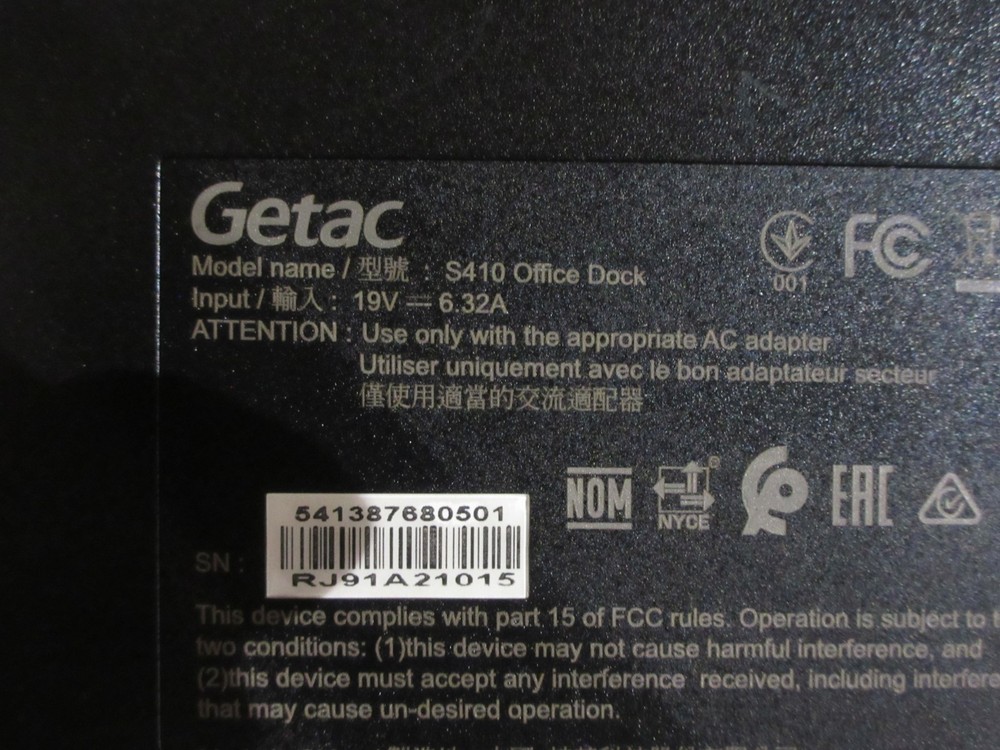 Getac
Model name / 型號 : S410 Office Dock
Input / 輸入 : 19V ⎓ 6.32A
ATTENTION : Use only with the appropriate AC adapter
Utiliser uniquement avec le bon adaptateur secteur
僅使用適當的交流適配器
001
FC
NOM
NYCE
EAC
541387680501
SN :
RJ91A21015
This device complies with part 15 of FCC rules. Operation is subject to
two conditions: (1)this device may not cause harmful interference, and
(2)this device must accept any interference received, including interfere
that may cause un-desired operation.